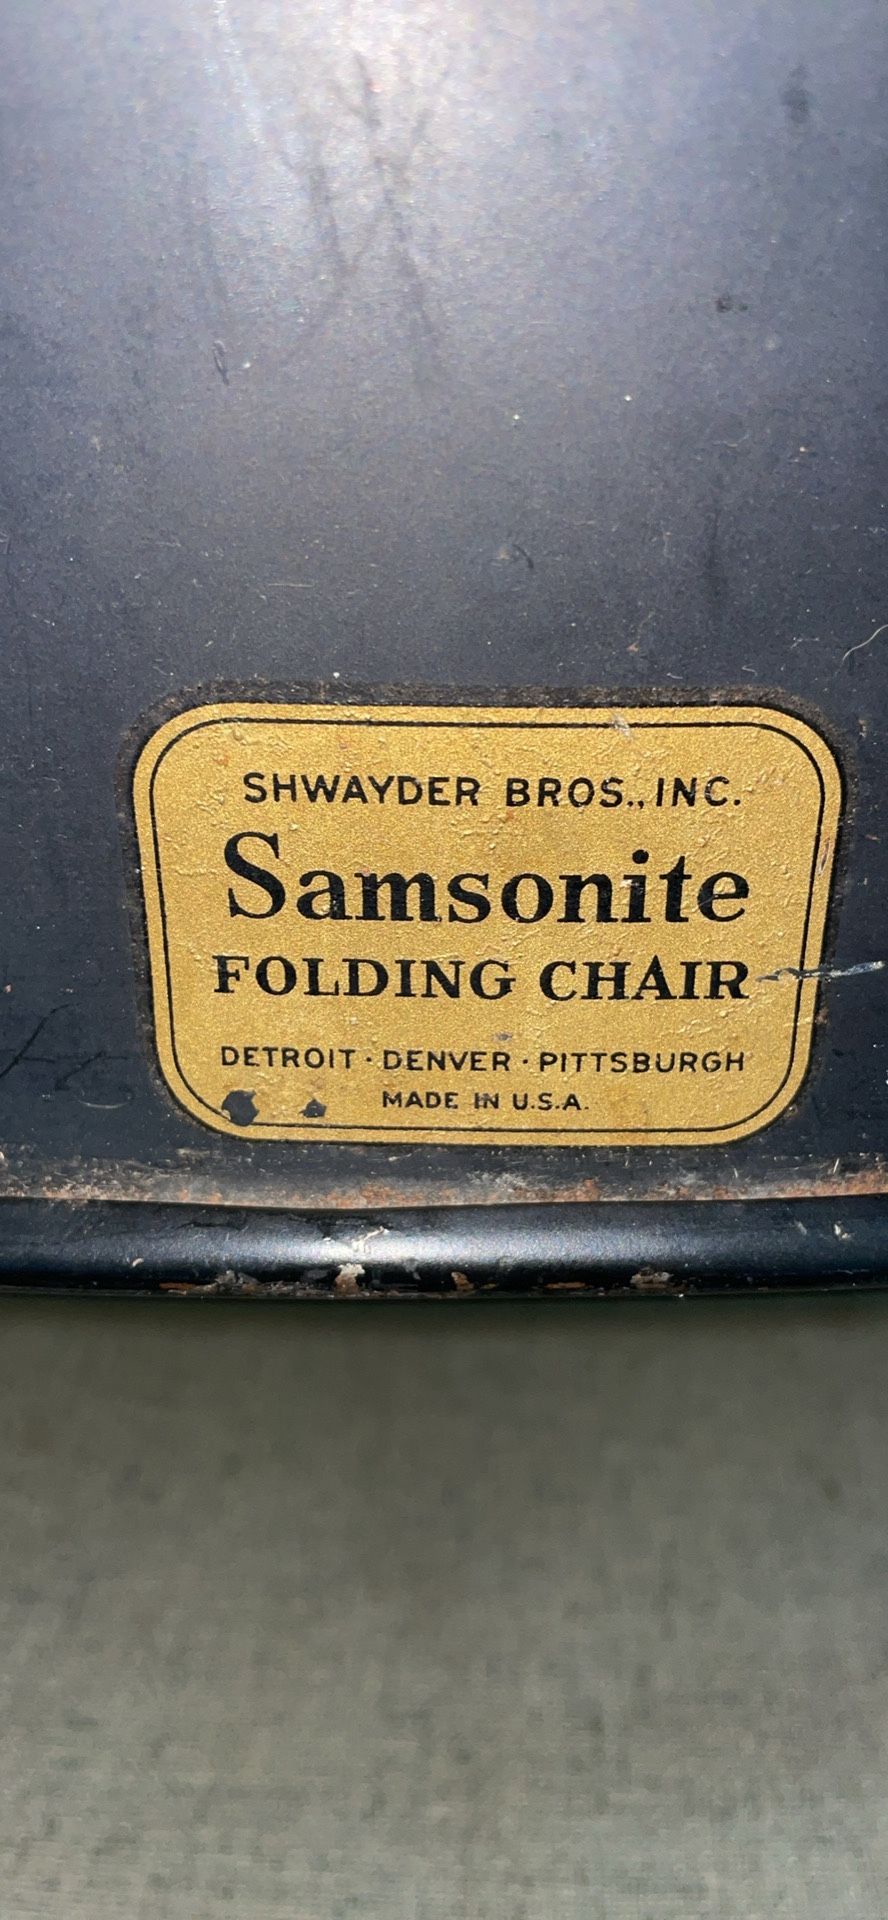 SHWAYDER BROS., INC.
Samsonite
FOLDING CHAIR
DETROIT · DENVER · PITTSBURGH
MADE IN U.S.A.